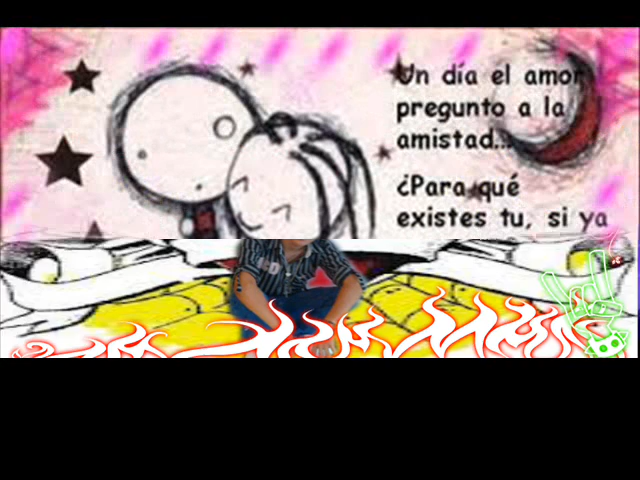 Un día el amor
pregunto a la
amistad...
¿Para qué
existes tu, si ya